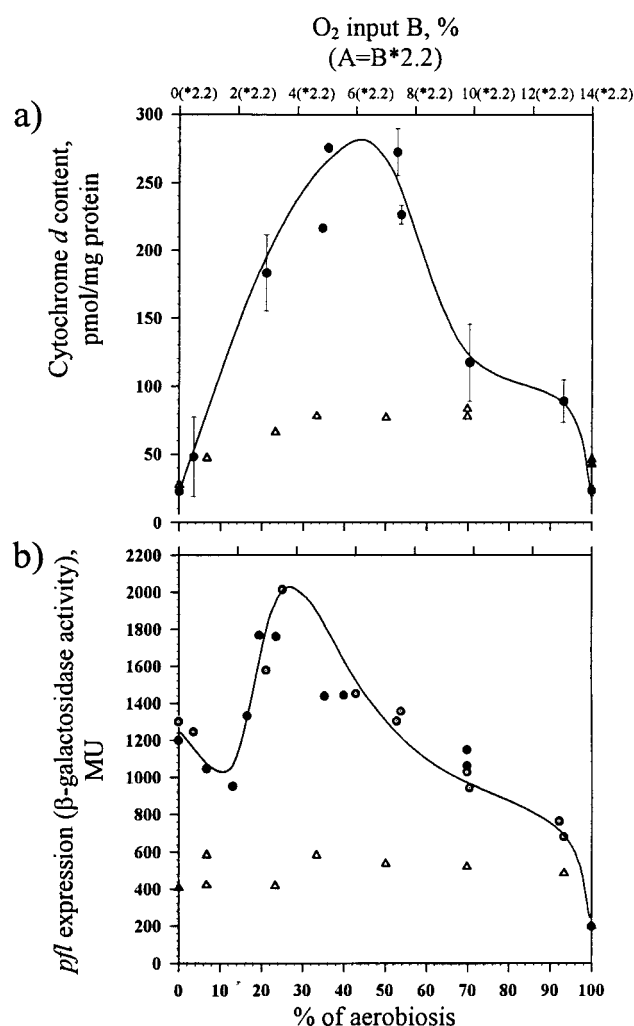 O2 input B, %
(A=B*2.2)
0(*2.2) 2(*2.2) 4(*2.2) 6(*2.2) 8(*2.2) 10(*2.2) 12(*2.2) 14(*2.2)
a)
Cytochrome d content,
pmol/mg protein
300
250
200
150
100
50
0
b)
pfl expression (β-galactosidase activity),
MU
2200
2000
1800
1600
1400
1200
1000
800
600
400
200
0
0 10 20 30 40 50 60 70 80 90 100
% of aerobiosis